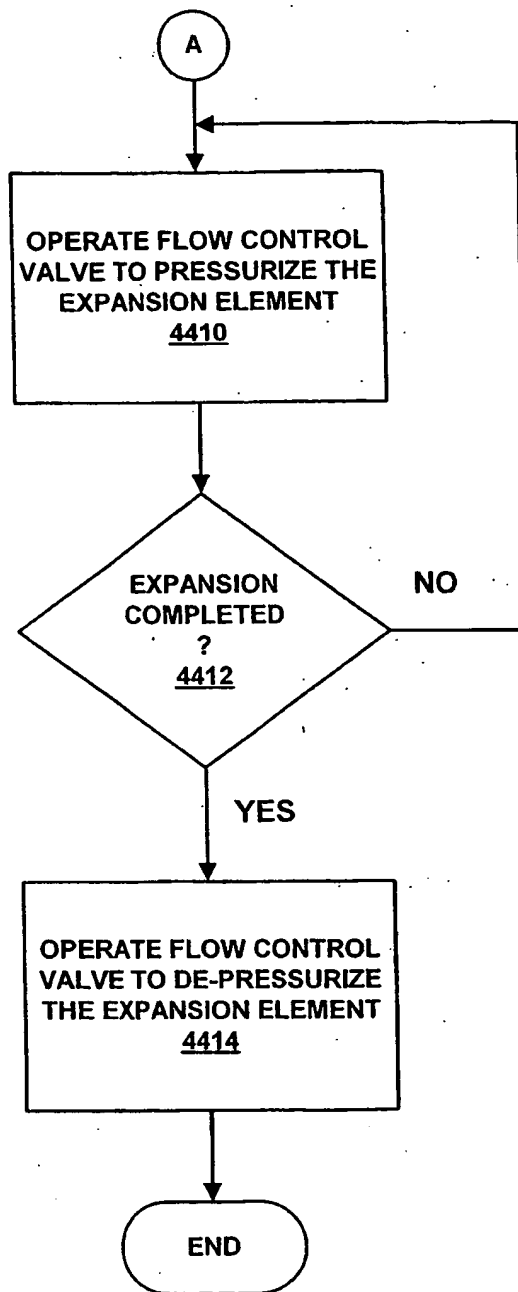 A
OPERATE FLOW CONTROL
VALVE TO PRESSURIZE THE
EXPANSION ELEMENT
4410
EXPANSION
COMPLETED
?
4412
NO
YES
OPERATE FLOW CONTROL
VALVE TO DE-PRESSURIZE
THE EXPANSION ELEMENT
4414
END